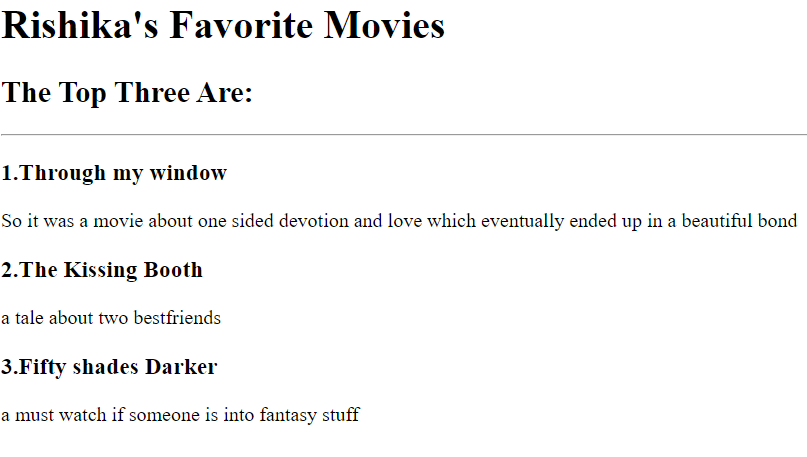 Rishika's Favorite Movies
The Top Three Are:
1.Through my window
So it was a movie about one sided devotion and love which eventually ended up in a beautiful bond
2.The Kissing Booth
a tale about two bestfriends
3.Fifty shades Darker
a must watch if someone is into fantasy stuff